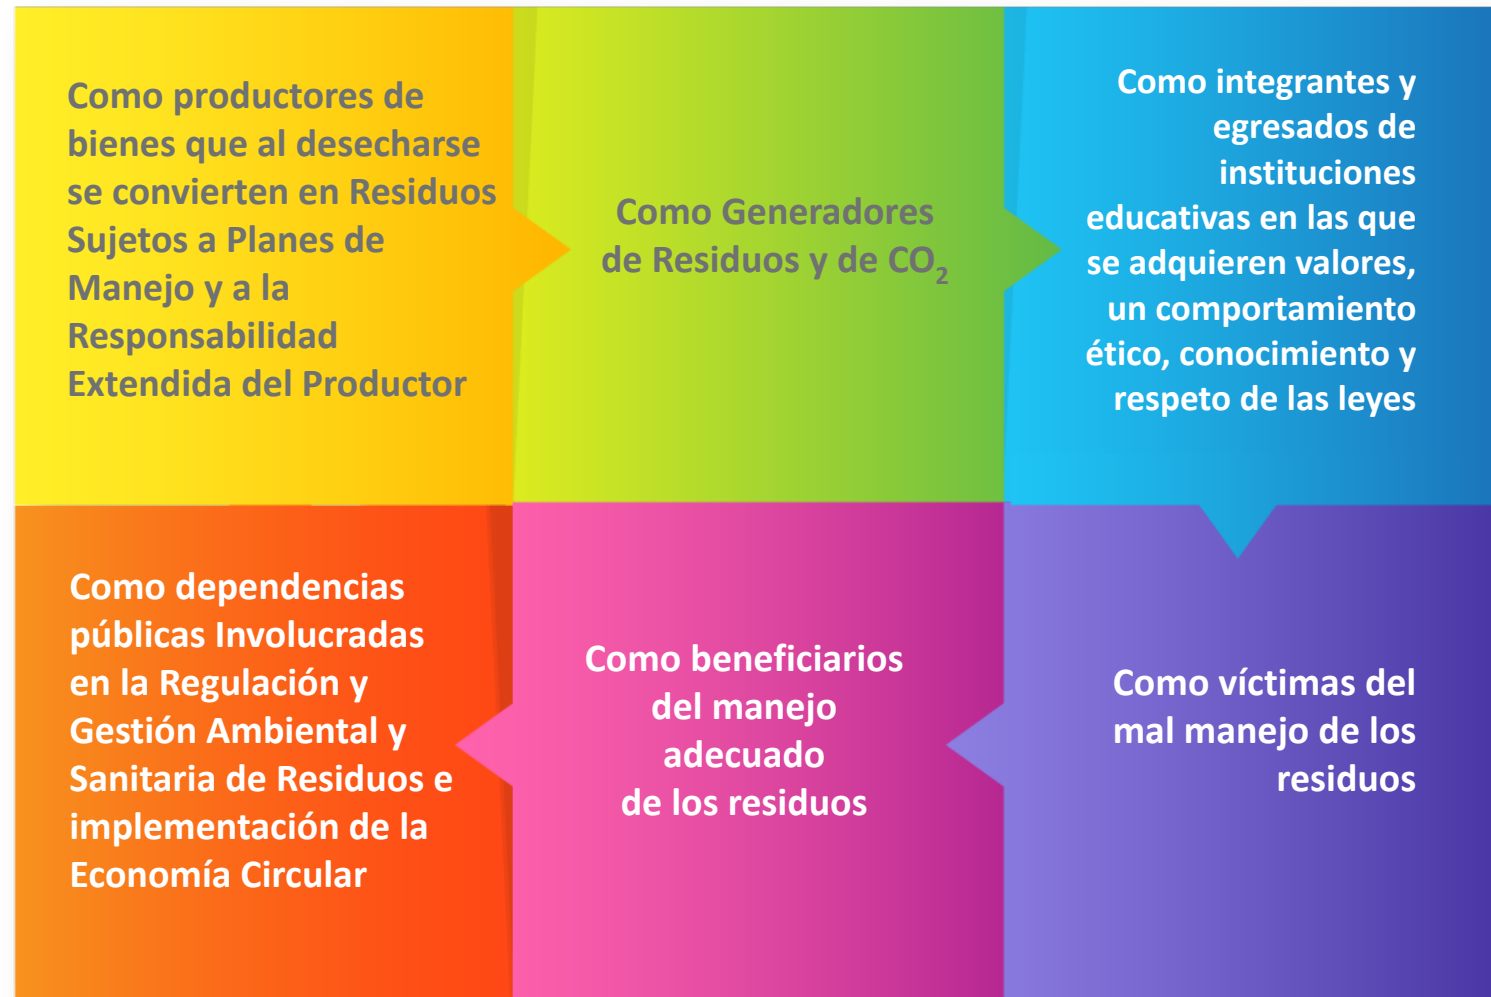 Como productores de
bienes que al desecharse
se convierten en Residuos
Sujetos a Planes de
Manejo y a la
Responsabilidad
Extendida del Productor
Como Generadores
de Residuos y de CO₂
Como integrantes y
egresados de
instituciones
educativas en las que
se adquieren valores,
un comportamiento
ético, conocimiento y
respeto de las leyes
Como víctimas del
mal manejo de los
residuos
Como beneficiarios
del manejo
adecuado
de los residuos
Como dependencias
públicas Involucradas
en la Regulación y
Gestión Ambiental y
Sanitaria de Residuos e
implementación de la
Economía Circular